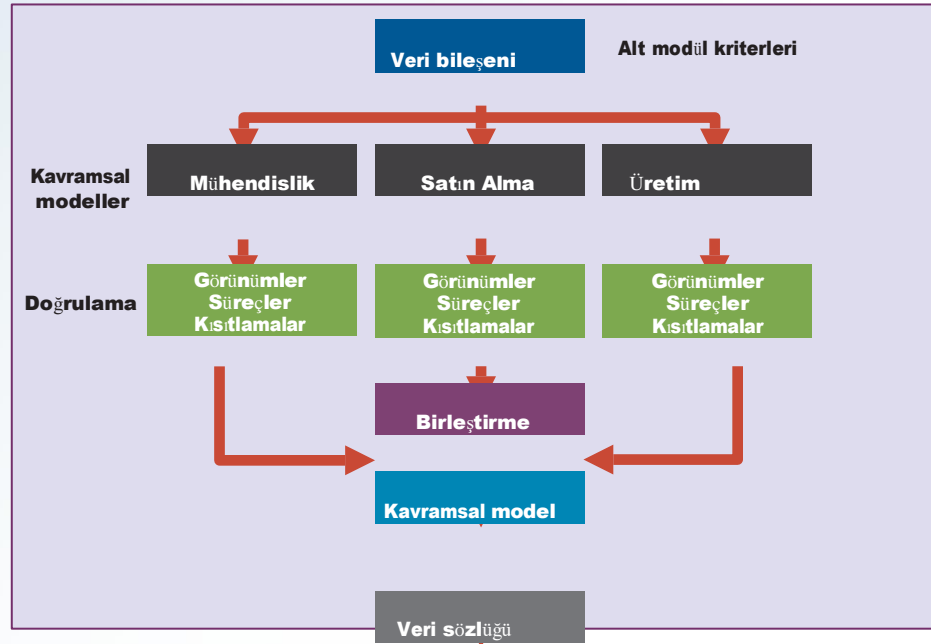 Veri bileşeni
Alt modül kriterleri
Kavramsal
modeller
Mühendislik
Satın Alma
Üretim
Doğrulama
Görünümler
Süreçler
Kısıtlamalar
Görünümler
Süreçler
Kısıtlamalar
Görünümler
Süreçler
Kısıtlamalar
Birleştirme
Kavramsal model
Veri sözlüğü